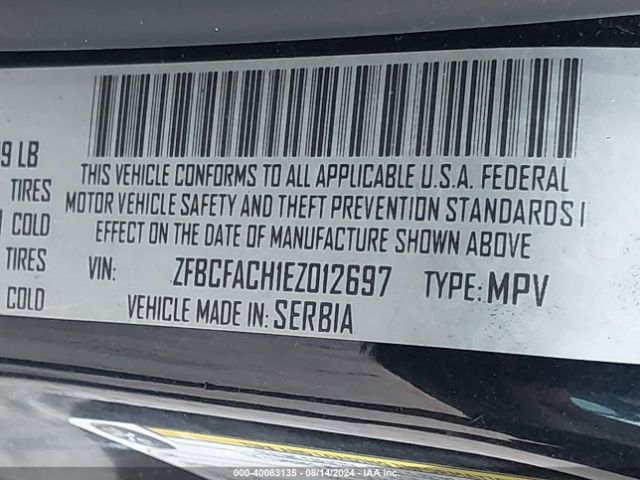 9 LB
TIRES
COLD
TIRES
COLD
THIS VEHICLE CONFORMS TO ALL APPLICABLE U.S.A. FEDERAL
MOTOR VEHICLE SAFETY AND THEFT PREVENTION STANDARDS I
EFFECT ON THE DATE OF MANUFACTURE SHOWN ABOVE
VIN: ZFBCFACH1EZ012697 TYPE: MPV
VEHICLE MADE IN: SERBIA
000-40083135 - 08/14/2024 - IAA Inc.